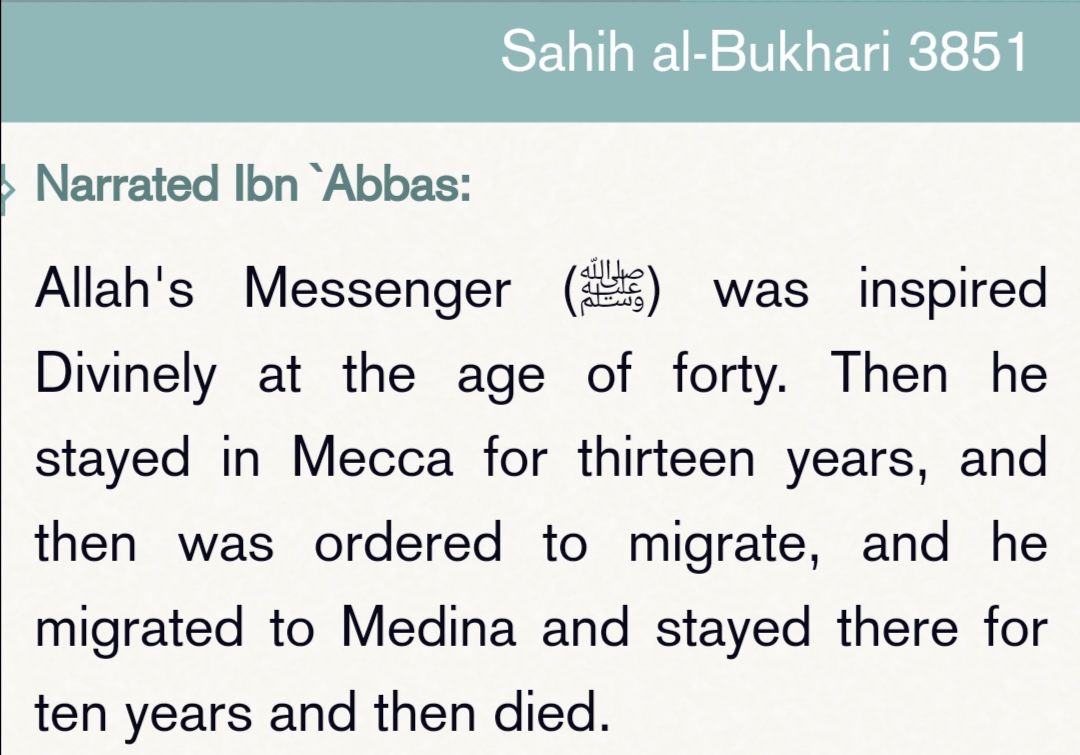 Sahih al-Bukhari 3851
Narrated Ibn `Abbas:
Allah's Messenger (ﷺ) was inspired
Divinely at the age of forty. Then he
stayed in Mecca for thirteen years, and
then was ordered to migrate, and he
migrated to Medina and stayed there for
ten years and then died.